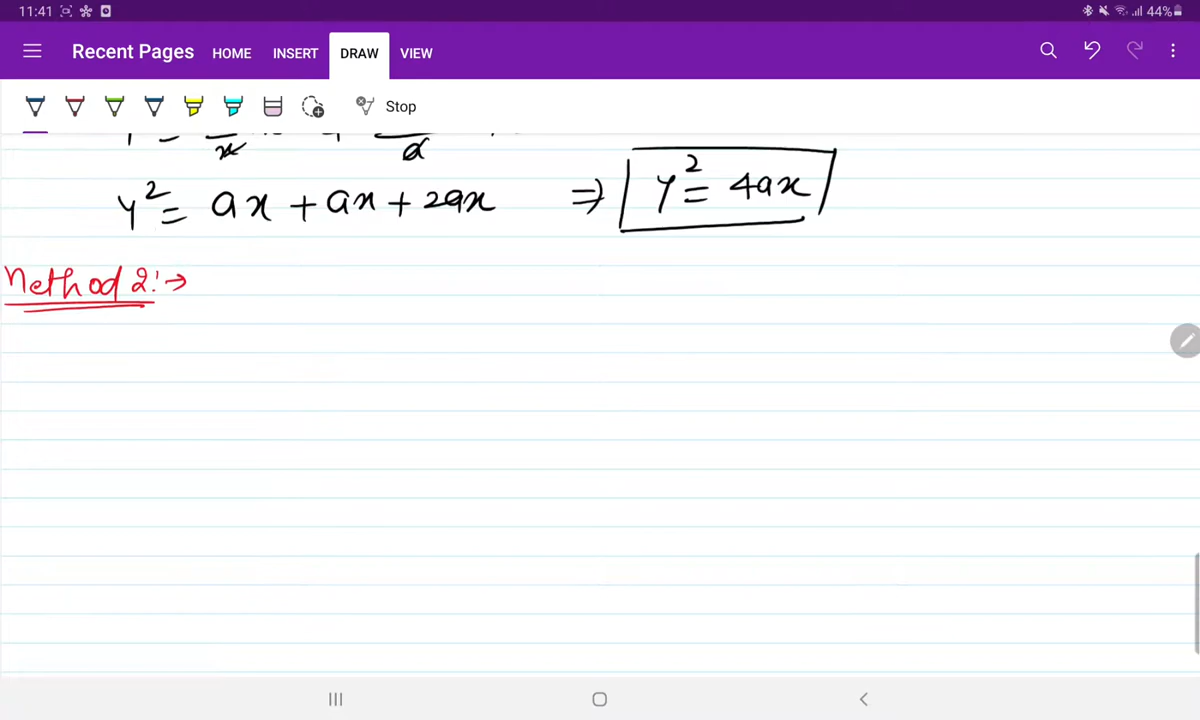 11:41 44%
Recent Pages HOME INSERT DRAW VIEW
Stop
y² = ax + ax + 2ax ⇒ y² = 4ax
Method 2:→